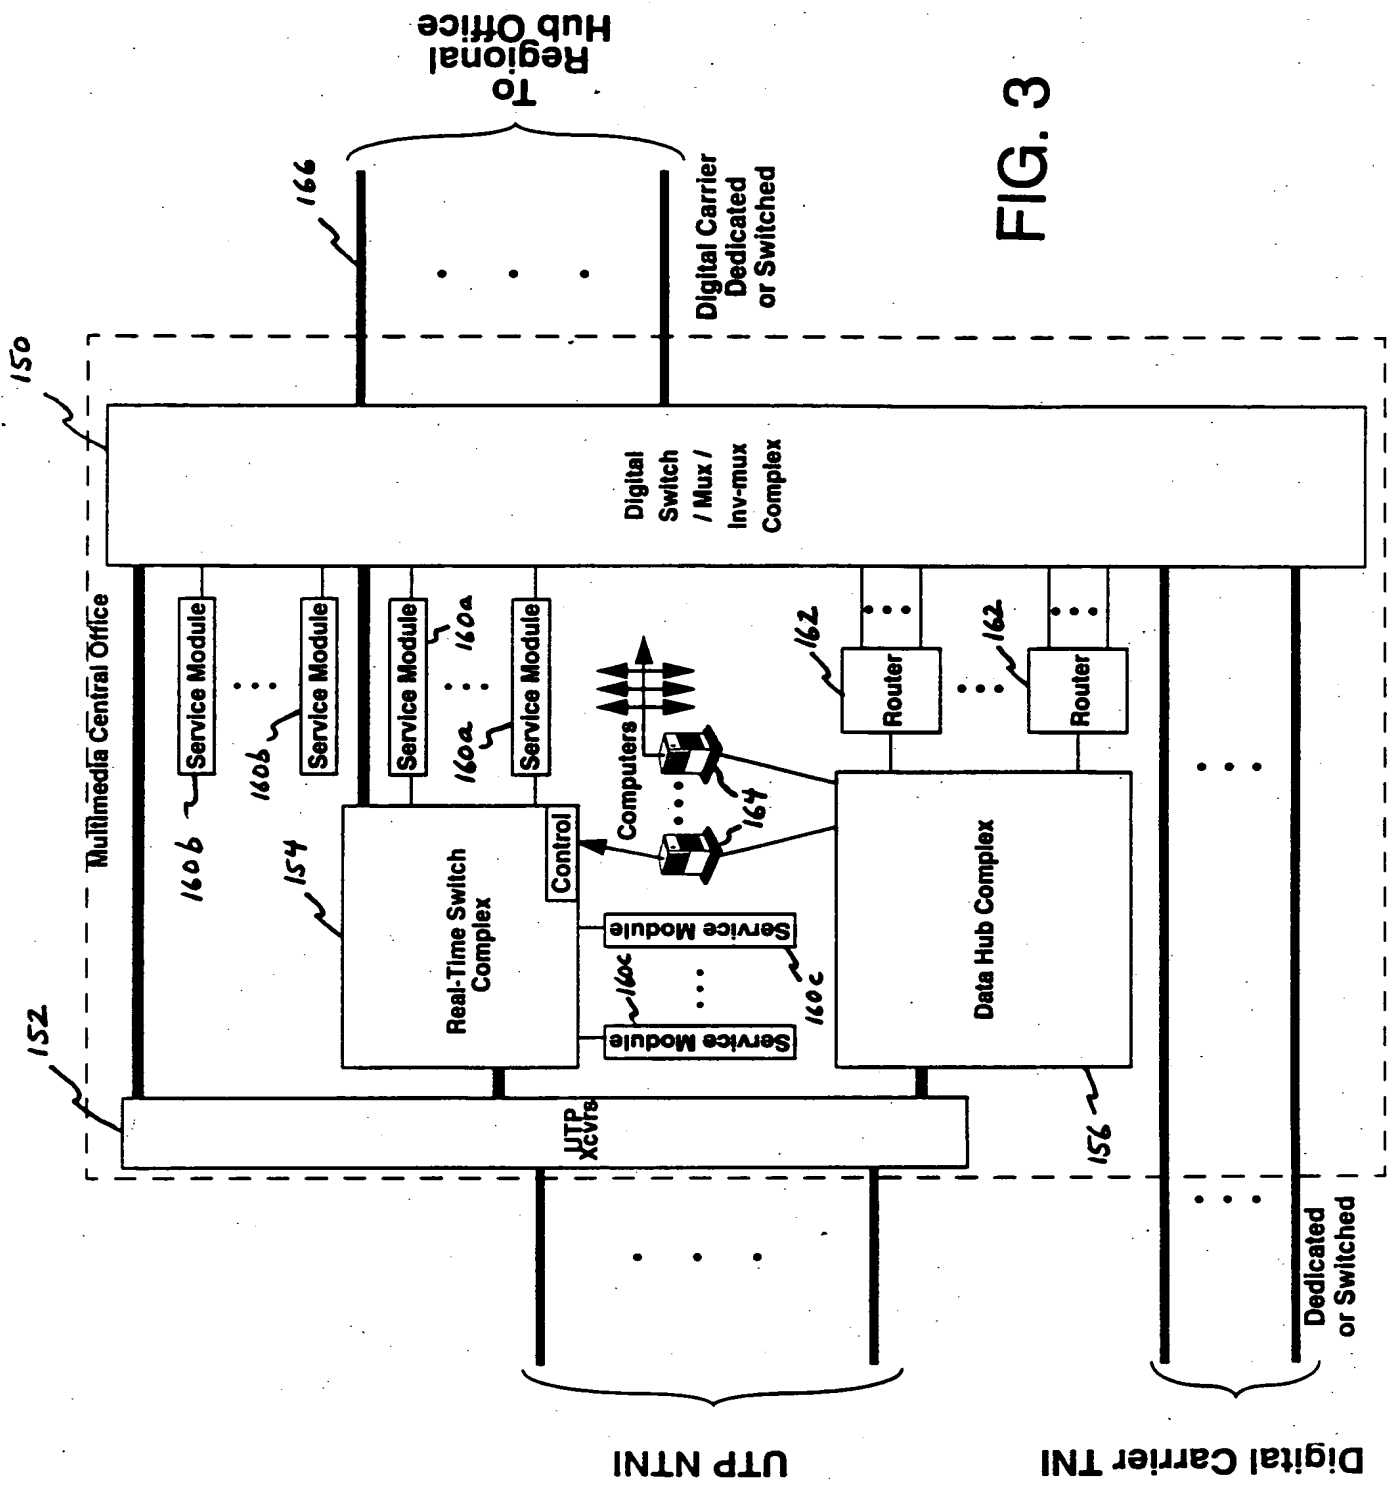 To
Regional
Hub Office
166
Digital Carrier
Dedicated
or Switched
FIG. 3
150
Digital
Switch
/ Mux /
Inv-mux
Complex
Multimedia Central Office
Service Module
160b
Service Module
160b
Service Module
160a
Service Module
160a
Computers
164
162
Router
162
Router
154
Real-Time Switch
Complex
Control
Service Module
160c
Service Module
160c
Data Hub Complex
156
152
UTP
Xcvrs
UTP NTNI
Dedicated
or Switched
Digital Carrier TNI